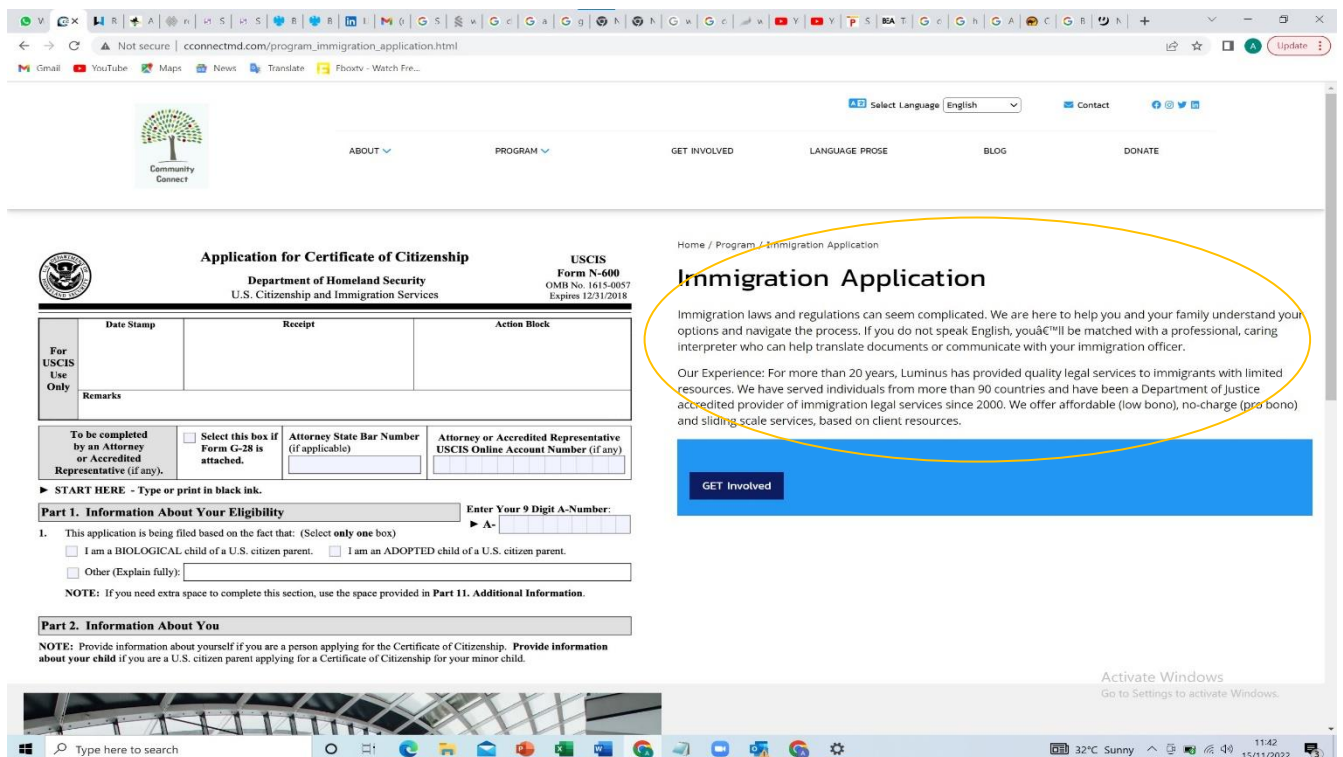 W
G X
R
A
n
S
S
B
B
L
M (
G S
w
G c
G a
G g
N
N
G w
G c
w
Y
Y
P S
BEA T
G c
G h
G A
C
G B
N
+
Not secure | cconnectmd.com/program_immigration_application.html
A
Update
Gmail YouTube Maps News Translate Fboxtv - Watch Fre...
Select Language English Contact
Community
Connect
ABOUT PROGRAM GET INVOLVED LANGUAGE PROSE BLOG DONATE
Application for Certificate of Citizenship
Department of Homeland Security
U.S. Citizenship and Immigration Services
USCIS
Form N-600
OMB No. 1615-0057
Expires 12/31/2018
For
USCIS
Use
Only
Date Stamp Receipt Action Block
Remarks
To be completed
by an Attorney
or Accredited
Representative (if any).
Select this box if
Form G-28 is
attached.
Attorney State Bar Number
(if applicable)
Attorney or Accredited Representative
USCIS Online Account Number (if any)
► START HERE - Type or print in black ink.
Part 1. Information About Your Eligibility
Enter Your 9 Digit A-Number:
► A-
1. This application is being filed based on the fact that: (Select only one box)
I am a BIOLOGICAL child of a U.S. citizen parent. I am an ADOPTED child of a U.S. citizen parent.
Other (Explain fully):
NOTE: If you need extra space to complete this section, use the space provided in Part 11. Additional Information.
Part 2. Information About You
NOTE: Provide information about yourself if you are a person applying for the Certificate of Citizenship. Provide information
about your child if you are a U.S. citizen parent applying for a Certificate of Citizenship for your minor child.
Home / Program / Immigration Application
Immigration Application
Immigration laws and regulations can seem complicated. We are here to help you and your family understand your
options and navigate the process. If you do not speak English, youâ€™ll be matched with a professional, caring
interpreter who can help translate documents or communicate with your immigration officer.
Our Experience: For more than 20 years, Luminus has provided quality legal services to immigrants with limited
resources. We have served individuals from more than 90 countries and have been a Department of Justice
accredited provider of immigration legal services since 2000. We offer affordable (low bono), no-charge (pro bono)
and sliding scale services, based on client resources.
GET Involved
Activate Windows
Go to Settings to activate Windows.
Type here to search
32°C Sunny
11:42
15/11/2022
3